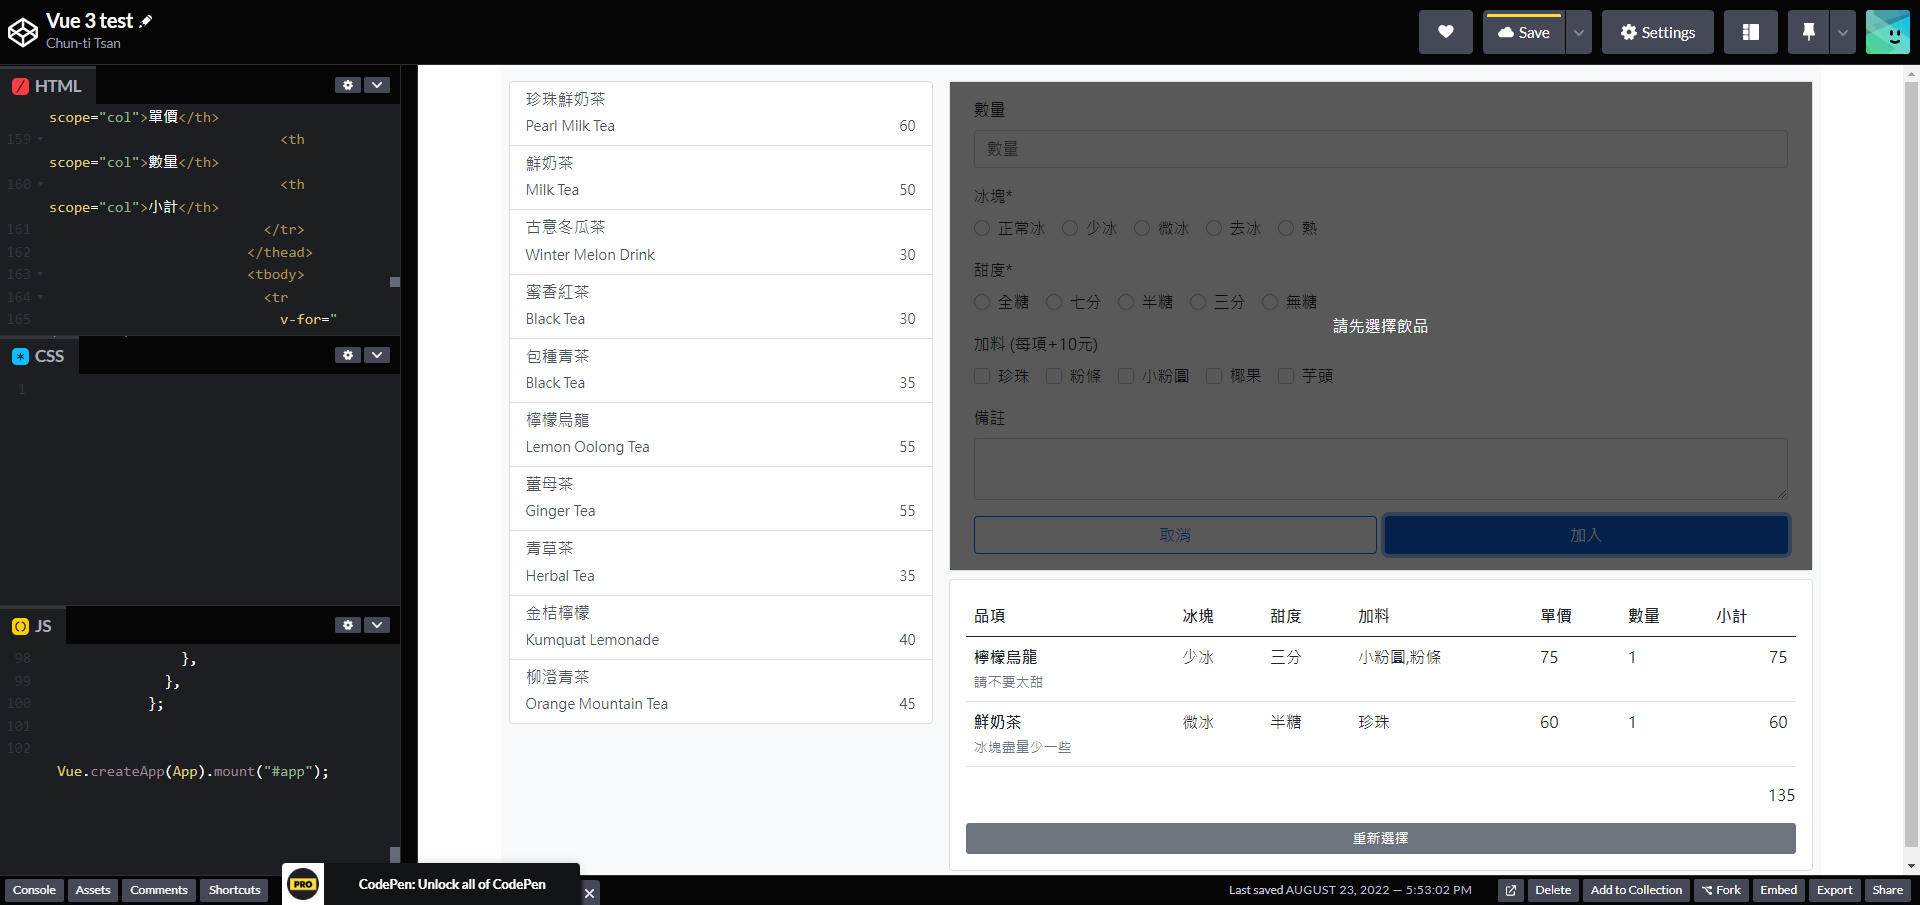 Vue 3 test
Chun-ti Tsan
Save
Settings
HTML
scope="col">單價</th>
159 <th
scope="col">數量</th>
160 <th
scope="col">小計</th>
161 </tr>
162 </thead>
163 <tbody>
164 <tr
165 v-for="
CSS
1
JS
98 },
99 },
100 };
101
102
Vue.createApp(App).mount("#app");
珍珠鮮奶茶
Pearl Milk Tea 60
鮮奶茶
Milk Tea 50
古意冬瓜茶
Winter Melon Drink 30
蜜香紅茶
Black Tea 30
包種青茶
Black Tea 35
檸檬烏龍
Lemon Oolong Tea 55
薑母茶
Ginger Tea 55
青草茶
Herbal Tea 35
金桔檸檬
Kumquat Lemonade 40
柳澄青茶
Orange Mountain Tea 45
數量
數量
冰塊*
正常冰 少冰 微冰 去冰 熱
甜度*
全糖 七分 半糖 三分 無糖
請先選擇飲品
加料 (每項+10元)
珍珠 粉條 小粉圓 椰果 芋頭
備註
取消 加入
品項 冰塊 甜度 加料 單價 數量 小計
檸檬烏龍 少冰 三分 小粉圓,粉條 75 1 75
請不要太甜
鮮奶茶 微冰 半糖 珍珠 60 1 60
冰塊盡量少一些
135
重新選擇
Console Assets Comments Shortcuts
PRO CodePen: Unlock all of CodePen
Last saved AUGUST 23, 2022 — 5:53:02 PM
Delete Add to Collection Fork Embed Export Share